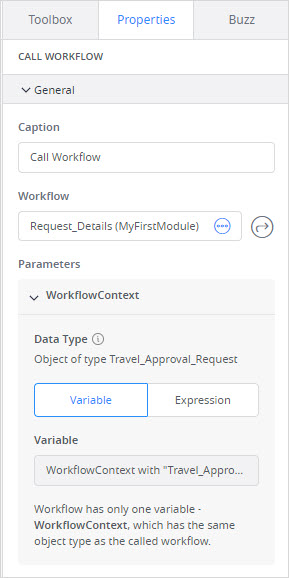 Toolbox Properties Buzz
CALL WORKFLOW
General
Caption
Call Workflow
Workflow
Request_Details (MyFirstModule)
Parameters
WorkflowContext
Data Type
Object of type Travel_Approval_Request
Variable Expression
Variable
WorkflowContext with "Travel_Appro...
Workflow has only one variable -
WorkflowContext, which has the same
object type as the called workflow.